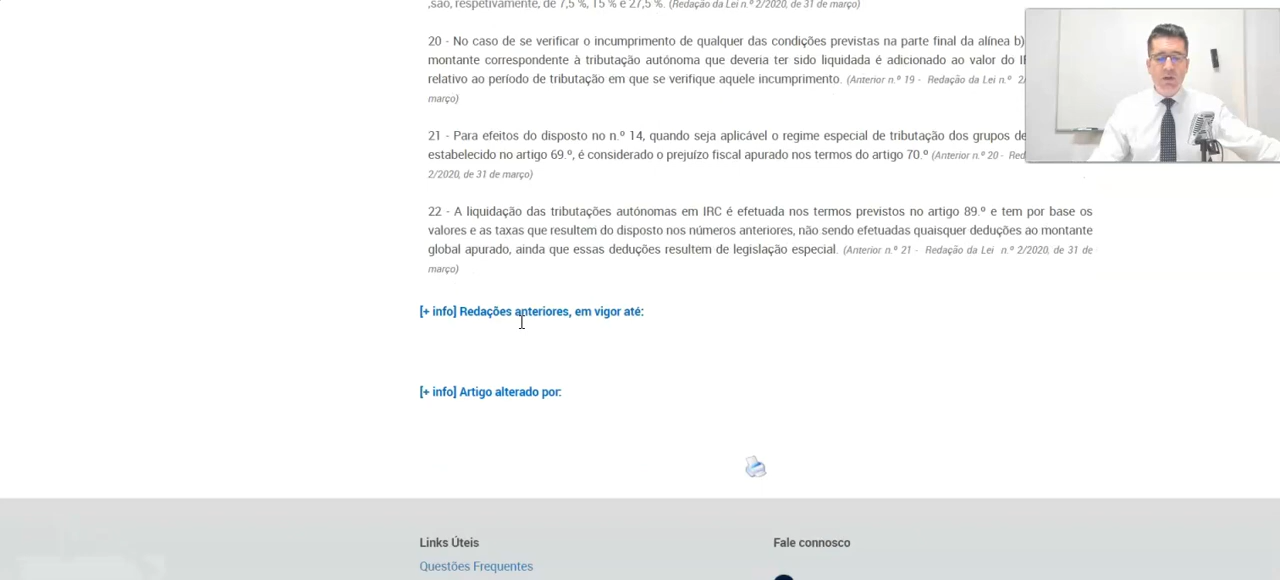 ,são, respetivamente, de 7,5 %, 15 % e 27,5 %. (Redação da Lei n.º 2/2020, de 31 de março)
20 - No caso de se verificar o incumprimento de qualquer das condições previstas na parte final da alínea b)
montante correspondente à tributação autónoma que deveria ter sido liquidada é adicionado ao valor do
relativo ao período de tributação em que se verifique aquele incumprimento. (Anterior n.º 19 - Redação da Lei n.º
março)
21 - Para efeitos do disposto no n.º 14, quando seja aplicável o regime especial de tributação dos grupos de
estabelecido no artigo 69.º, é considerado o prejuízo fiscal apurado nos termos do artigo 70.º (Anterior n.º 20 -
2/2020, de 31 de março)
22 - A liquidação das tributações autónomas em IRC é efetuada nos termos previstos no artigo 89.º e tem por base os
valores e as taxas que resultem do disposto nos números anteriores, não sendo efetuadas quaisquer deduções ao montante
global apurado, ainda que essas deduções resultem de legislação especial. (Anterior n.º 21 - Redação da Lei n.º 2/2020, de 31 de
março)
[+ info] Redações anteriores, em vigor até:
[+ info] Artigo alterado por:
Links Úteis
Fale connosco
Questões Frequentes